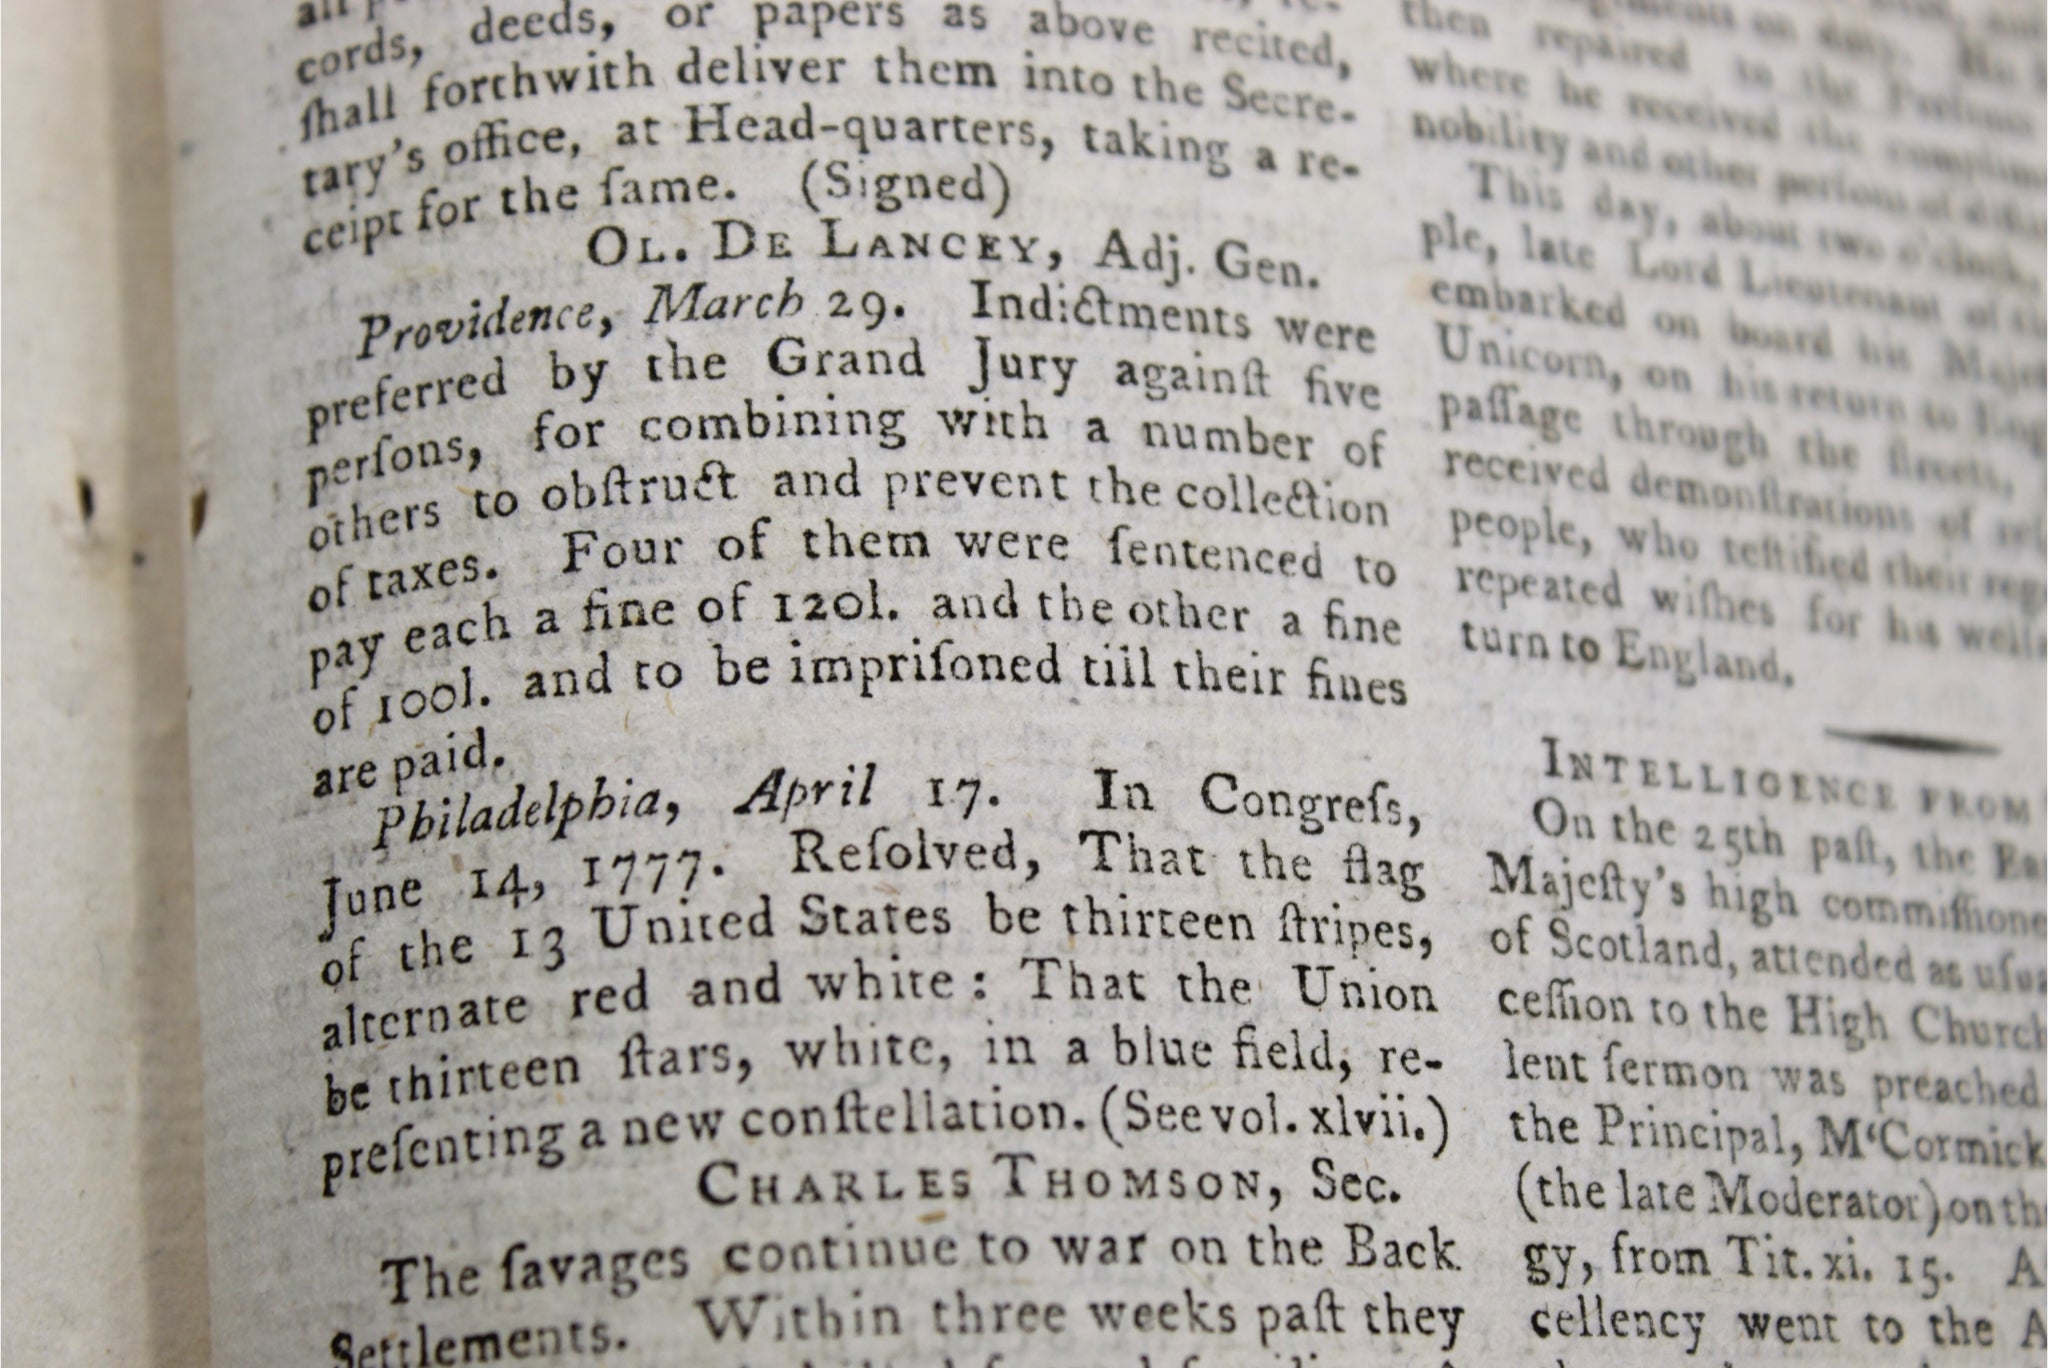 cords, deeds, or papers as above recited,
ſhall forthwith deliver them into the Secre-
tary's office, at Head-quarters, taking a re-
ceipt for the ſame. (Signed)
OL. DE LANCEY, Adj. Gen.
Providence, March 29. Indictments were
preferred by the Grand Jury againſt five
perſons, for combining with a number of
others to obſtruct and prevent the collection
of taxes. Four of them were ſentenced to
pay each a fine of 120l. and the other a fine
of 100l. and to be impriſoned till their fines
are paid.
Philadelphia, April 17. In Congreſs,
June 14, 1777. Reſolved, That the flag
of the 13 United States be thirteen ſtripes,
alternate red and white: That the Union
be thirteen ſtars, white, in a blue field, re-
preſenting a new conſtellation. (See vol. xlvii.)
CHARLES THOMSON, Sec.
The ſavages continue to war on the Back
Settlements. Within three weeks paſt they
then repaired to the
where he received the
nobility and other perſons of
This day, about two o'clock,
ple, late Lord Lieutenant of
embarked on board his
Unicorn, on his return to
paſſage through the ſtreets,
received demonſtrations of
people, who teſtified their
repeated wiſhes for his
turn to England.
INTELLIGENCE FROM
On the 25th paſt, the
Majeſty's high
of Scotland, attended as
ceſſion to the High Church
lent ſermon was preached
the Principal, M'Cormick
(the late Moderator) on
gy, from Tit. xi. 15. A
cellency went to the A